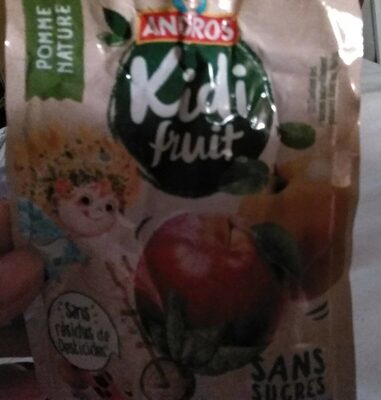 POMME
NATURE
ANDROS
Kidi
fruit
Sans
résidus de
pesticides
SANS
SUCRES